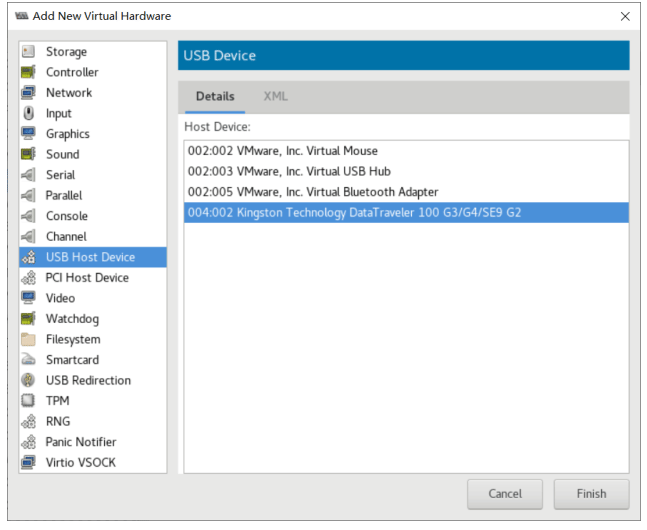 Add New Virtual Hardware
Storage
Controller
Network
Input
Graphics
Sound
Serial
Parallel
Console
Channel
USB Host Device
PCI Host Device
Video
Watchdog
Filesystem
Smartcard
USB Redirection
TPM
RNG
Panic Notifier
Virtio VSOCK
USB Device
Details XML
Host Device:
002:002 VMware, Inc. Virtual Mouse
002:003 VMware, Inc. Virtual USB Hub
002:005 VMware, Inc. Virtual Bluetooth Adapter
004:002 Kingston Technology DataTraveler 100 G3/G4/SE9 G2
Cancel Finish